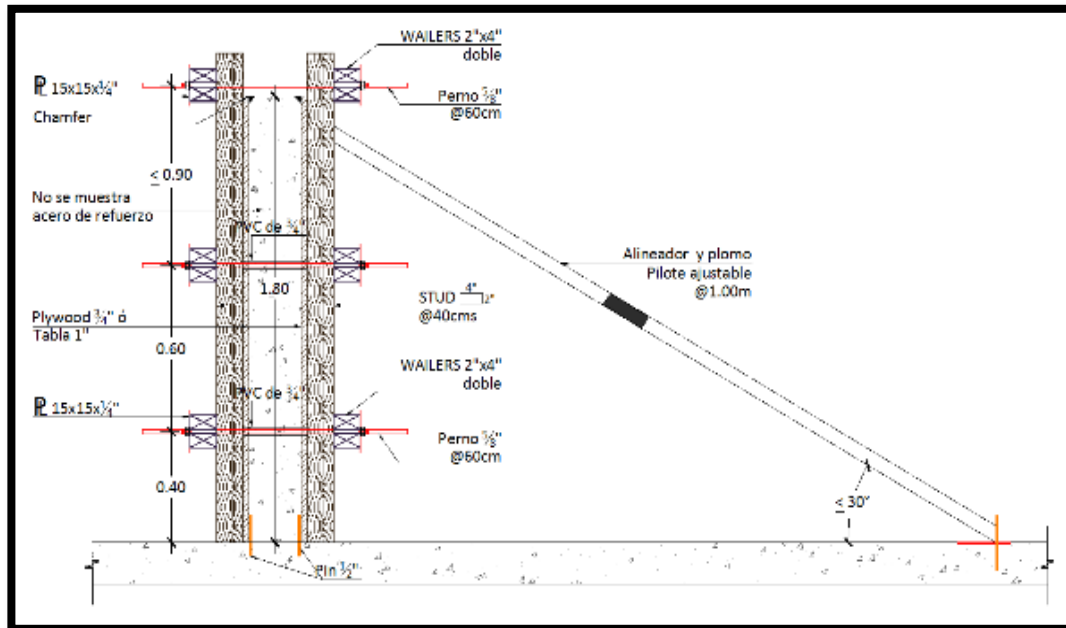 WAILERS 2"x4"
doble
PL 15x15x¼"
Chamfer
Perno ⅝"
@60cm
≤ 0.90
No se muestra
acero de refuerzo
PVC de ¾"
1.80
Alineador y plomo
Pilote ajustable
@1.00m
STUD 4"
2"
@40cms
Plywood ¾" ó
Tabla 1"
0.60
WAILERS 2"x4"
doble
PVC de ¾"
PL 15x15x¼"
Perno ⅝"
@60cm
0.40
≤ 30°
Pin ½"